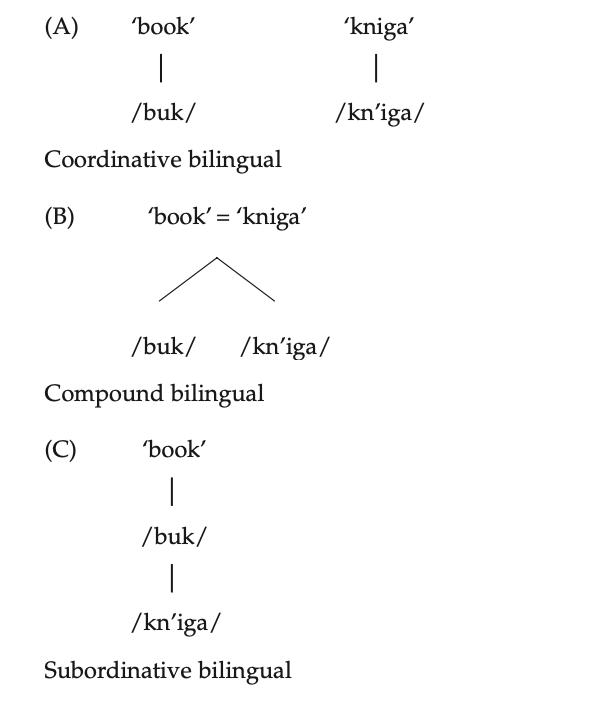 (A) ‘book’ ‘kniga’
/buk/ /kn’iga/
Coordinative bilingual
(B) ‘book’ = ‘kniga’
/buk/ /kn’iga/
Compound bilingual
(C) ‘book’
/buk/
/kn’iga/
Subordinative bilingual